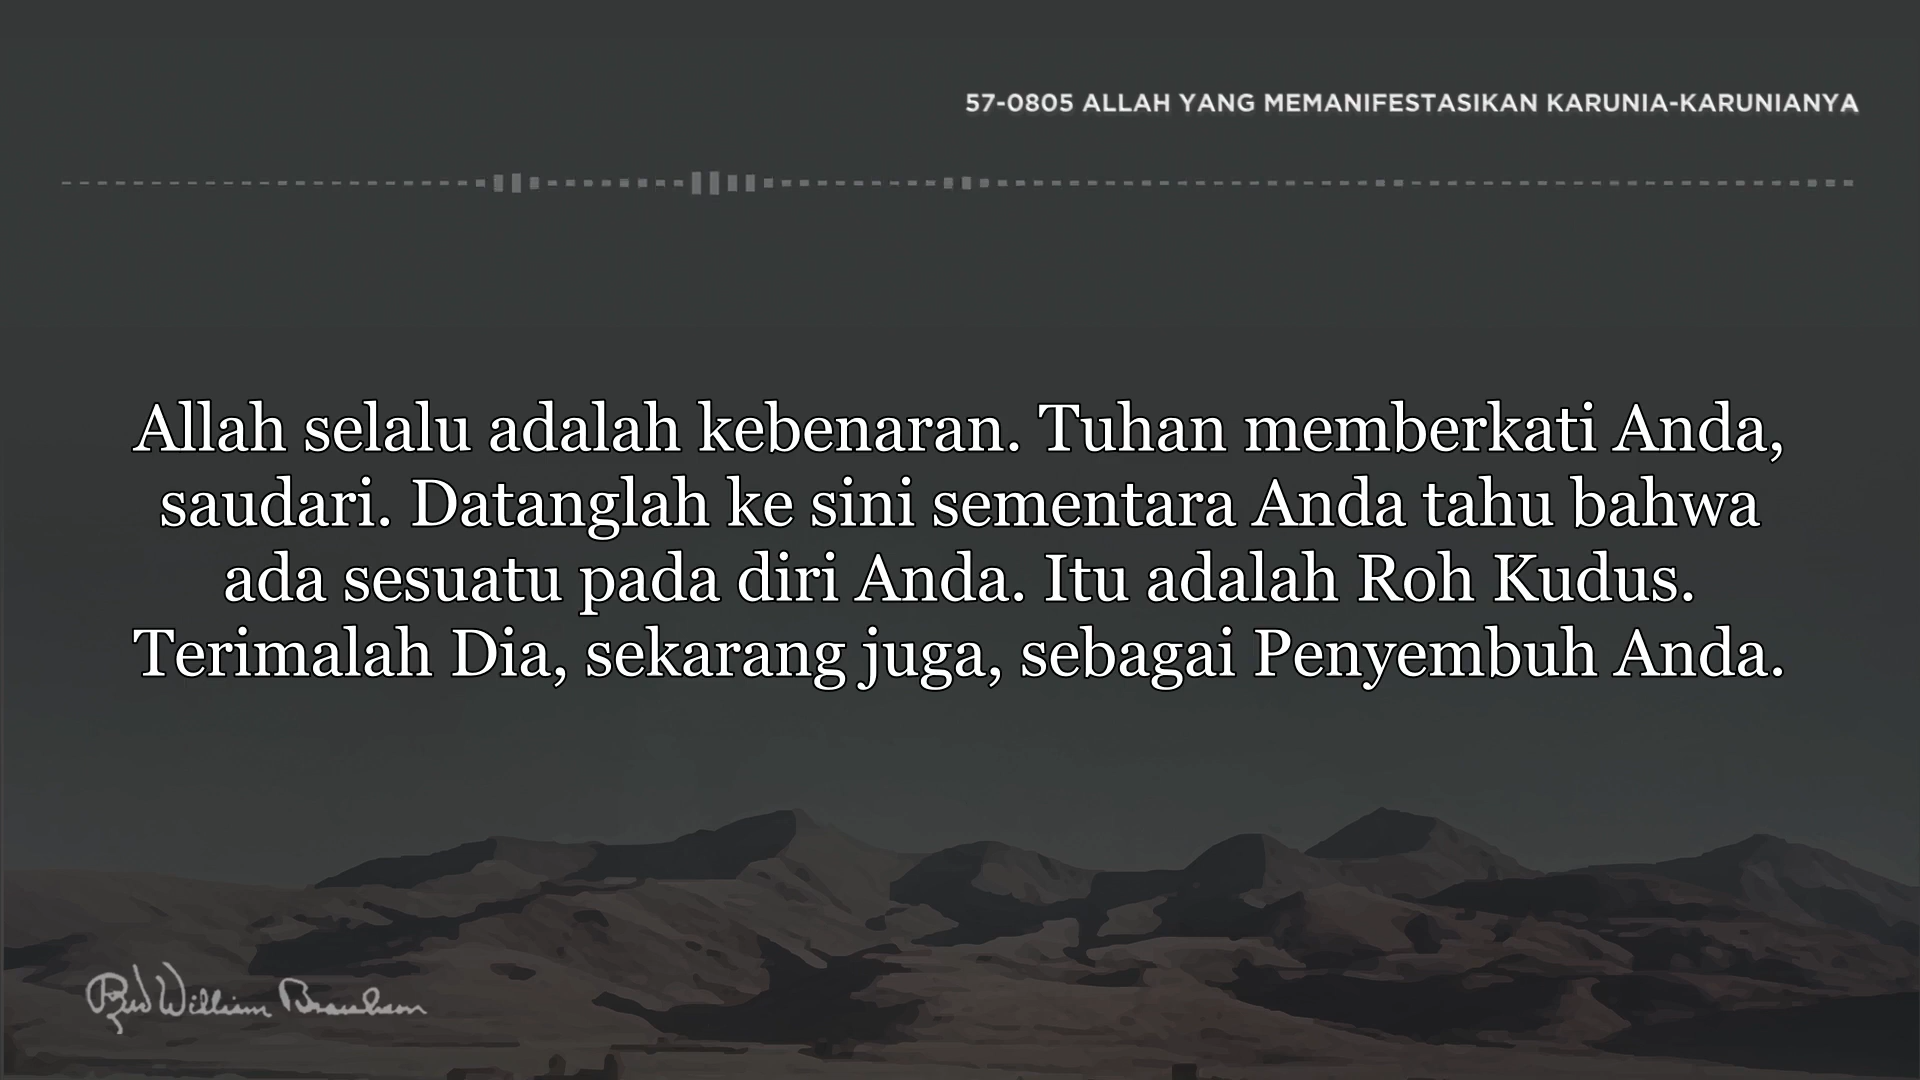 57-0805 ALLAH YANG MEMANIFESTASIKAN KARUNIA-KARUNIANYA
Allah selalu adalah kebenaran. Tuhan memberkati Anda,
saudari. Datanglah ke sini sementara Anda tahu bahwa
ada sesuatu pada diri Anda. Itu adalah Roh Kudus.
Terimalah Dia, sekarang juga, sebagai Penyembuh Anda.
Rev William Branham